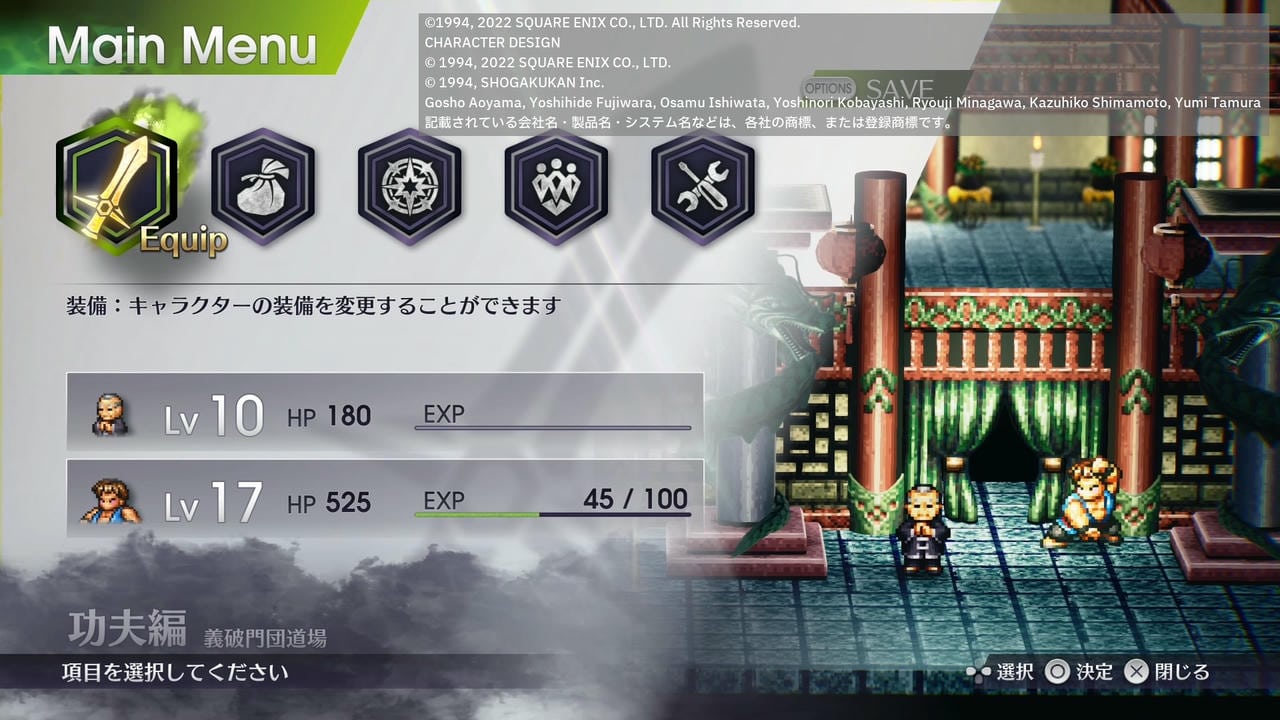 Main Menu
©1994, 2022 SQUARE ENIX CO., LTD. All Rights Reserved.
CHARACTER DESIGN
© 1994, 2022 SQUARE ENIX CO., LTD.
© 1994, SHOGAKUKAN Inc.
Gosho Aoyama, Yoshihide Fujiwara, Osamu Ishiwata, Yoshinori Kobayashi, Ryouji Minagawa, Kazuhiko Shimamoto, Yumi Tamura
記載されている会社名・製品名・システム名などは、各社の商標、または登録商標です。
OPTIONS SAVE
Equip
装備：キャラクターの装備を変更することができます
Lv 10 HP 180 EXP
Lv 17 HP 525 EXP 45 / 100
功夫編 義破門団道場
項目を選択してください
選択 決定 閉じる